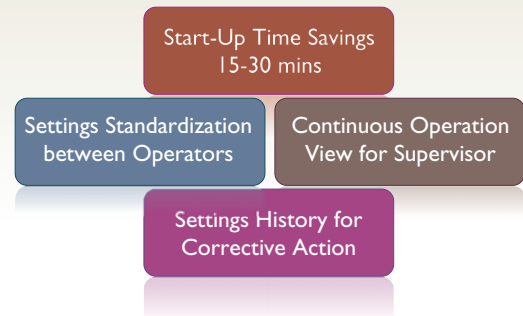 Start-Up Time Savings
15-30 mins
Settings Standardization
between Operators
Continuous Operation
View for Supervisor
Settings History for
Corrective Action